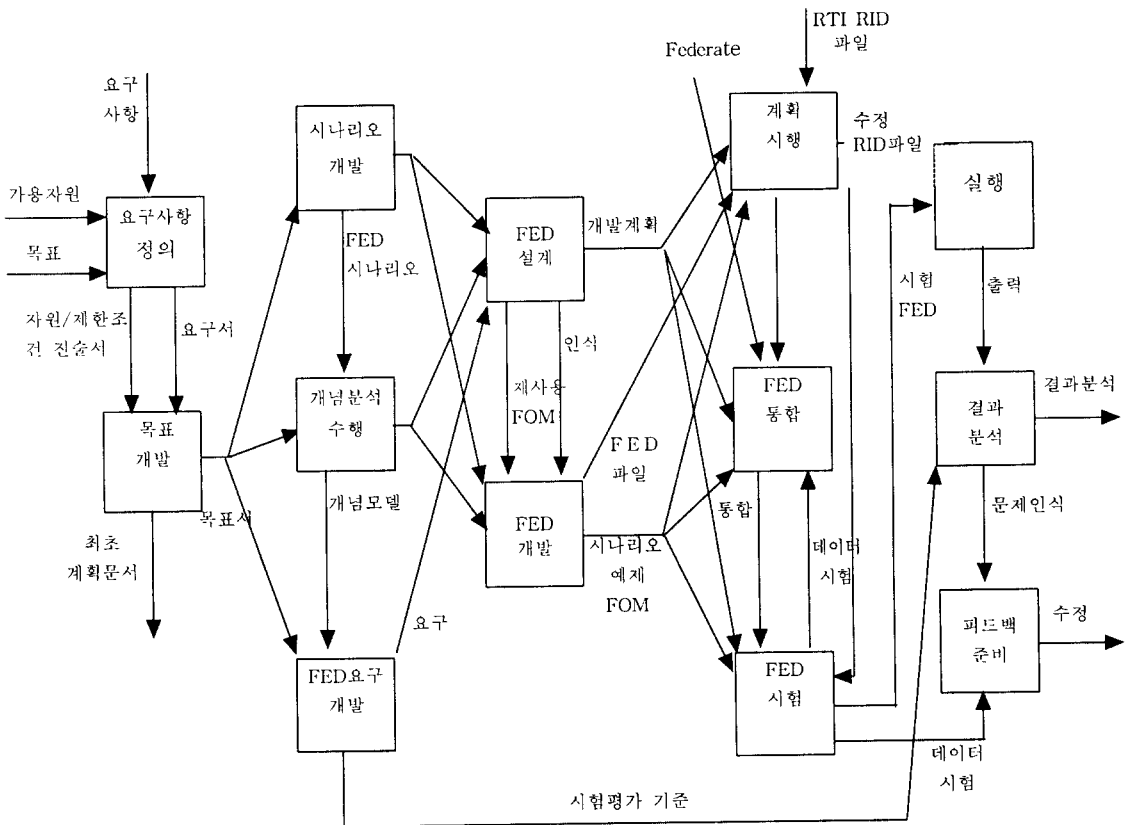 RTI RID
파일
Federate
요구
사항
시나리오
개발
계획
시행
수정
RID파일
실행
가용자원
목표
요구사항
정의
FED
시나리오
FED
설계
개발계획
시험
FED
출력
자원/제한조
건 진술서
요구서
인식
재사용
FOM
개념분석
수행
FED
통합
결과
분석
결과분석
목표
개발
목표서
개념모델
FED
파일
FED
개발
통합
문제인식
시나리오
예제
FOM
데이터
시험
최초
계획문서
요구
피드백
준비
수정
FED요구
개발
FED
시험
데이터
시험
시험평가 기준